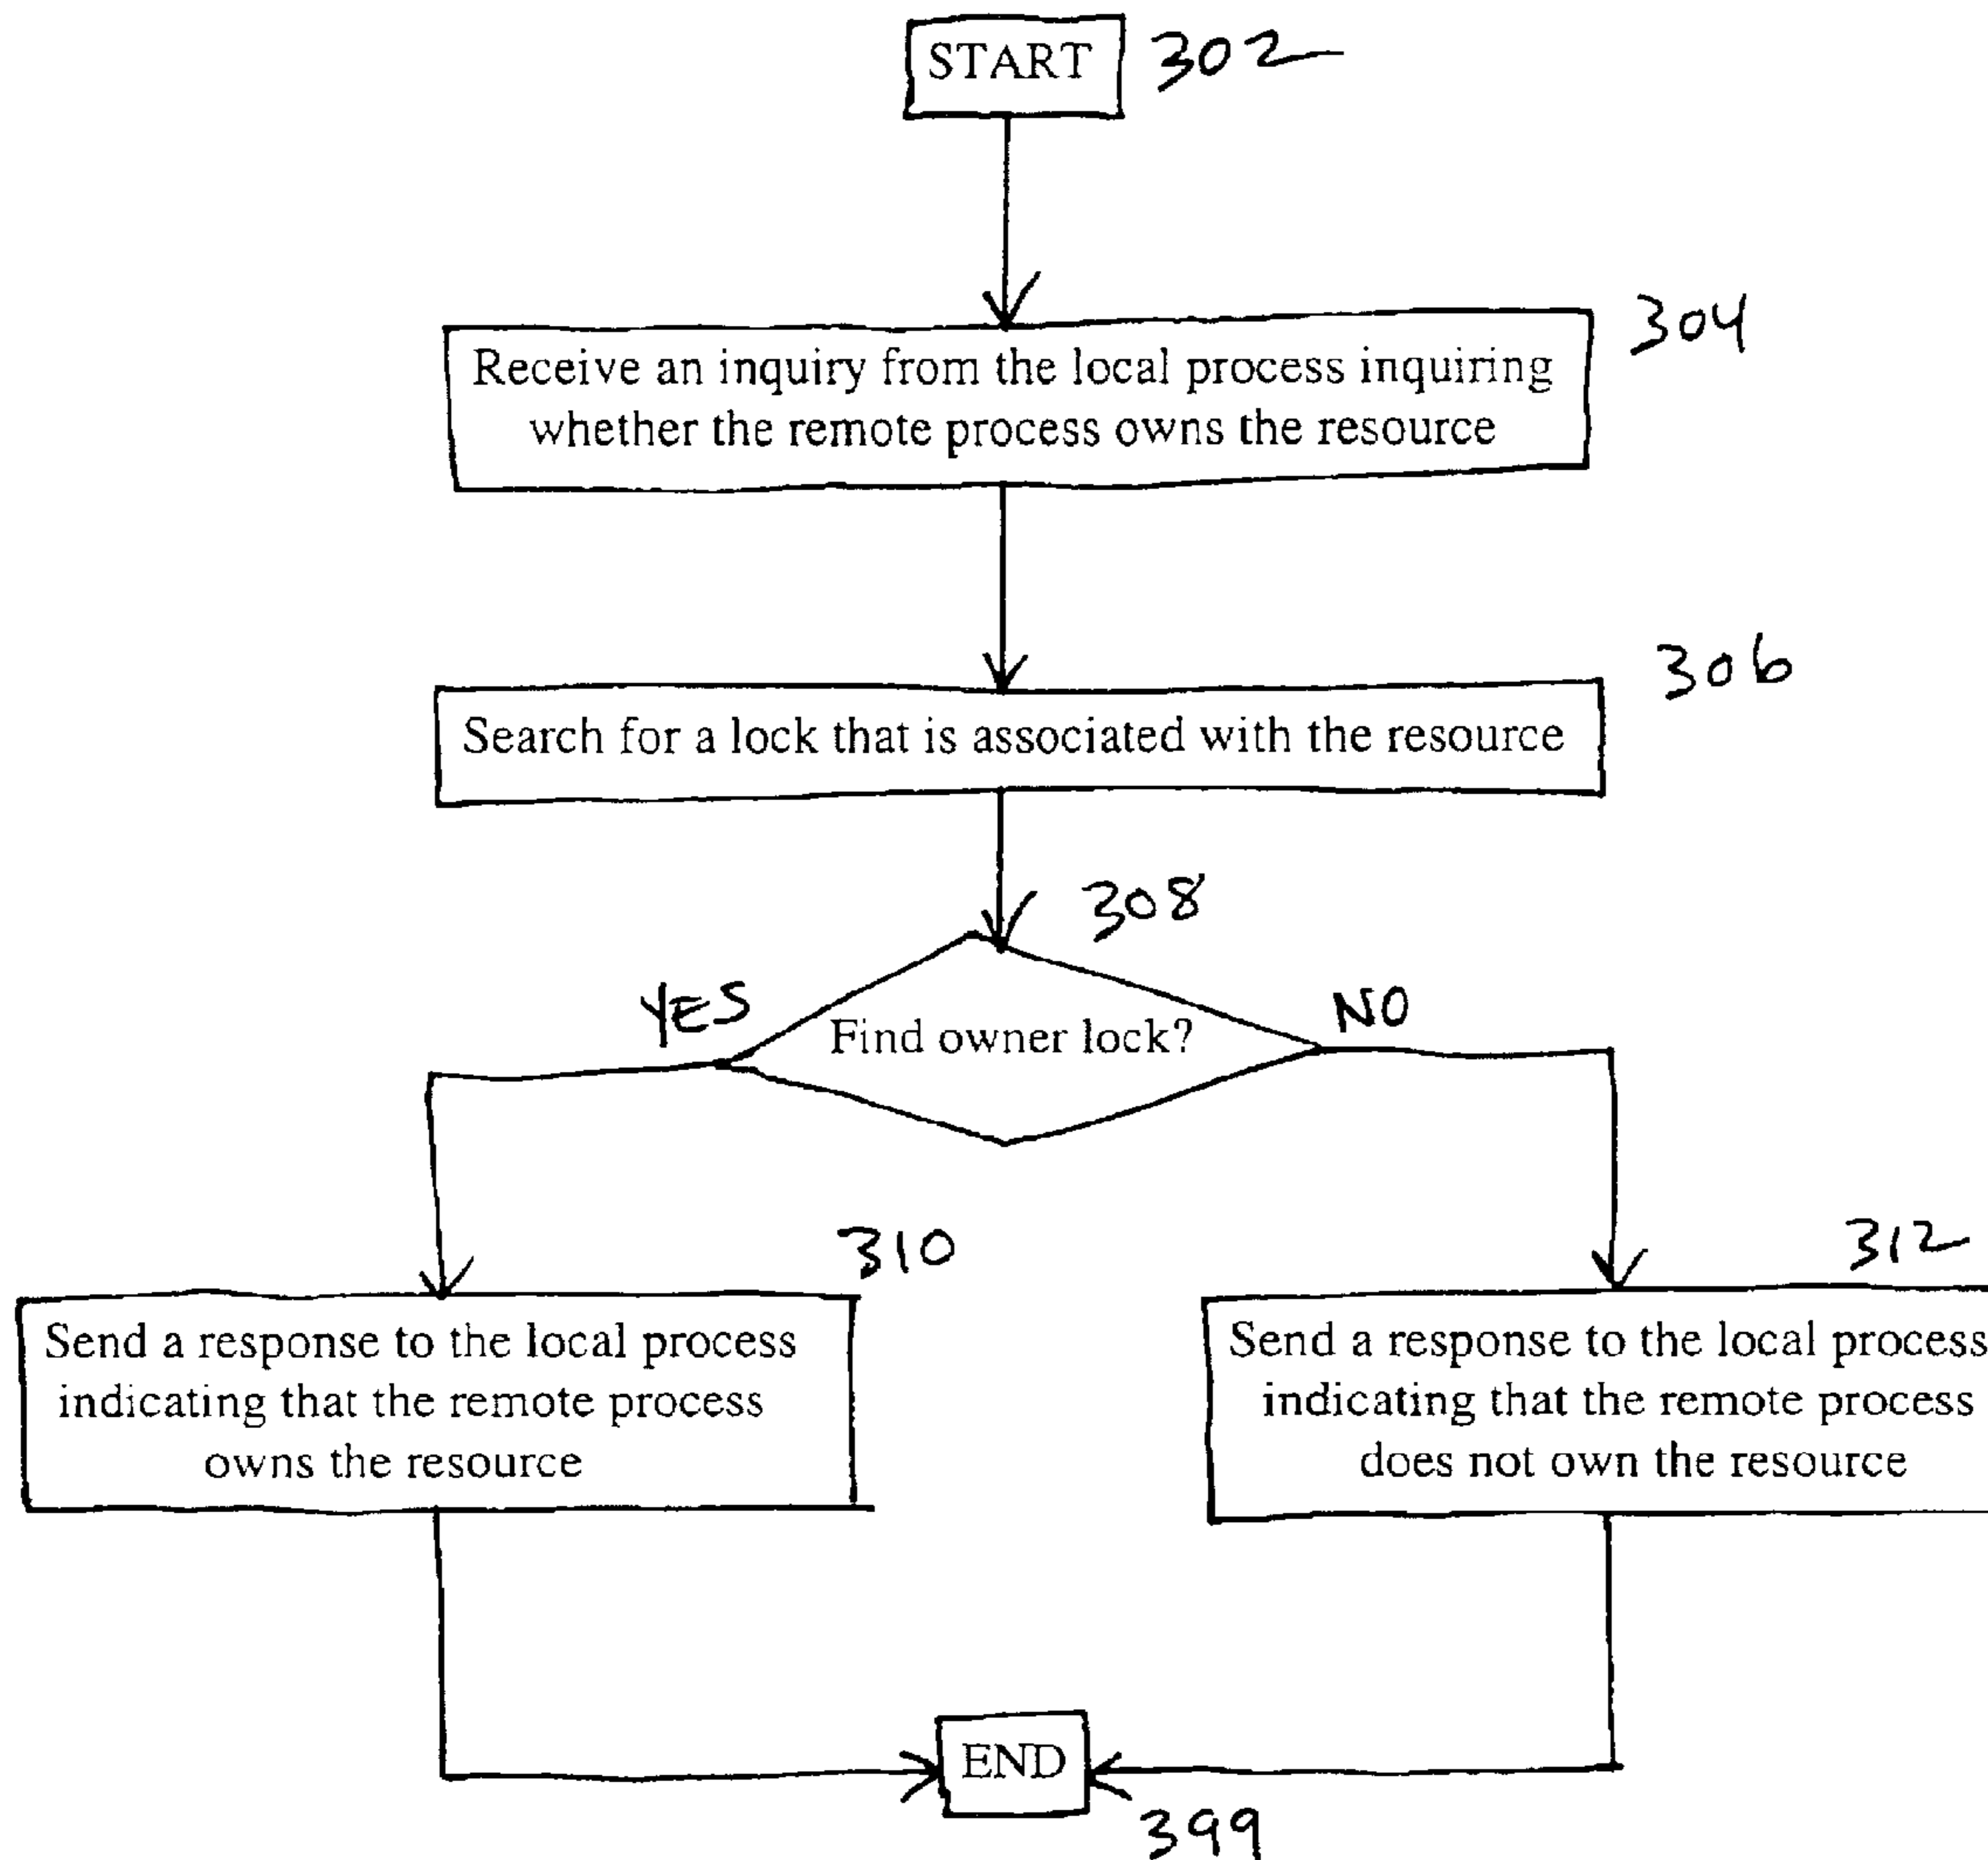 START 302
304
Receive an inquiry from the local process inquiring
whether the remote process owns the resource
306
Search for a lock that is associated with the resource
308
YES
NO
Find owner lock?
310
312
Send a response to the local process
indicating that the remote process
owns the resource
Send a response to the local process
indicating that the remote process
does not own the resource
END
399